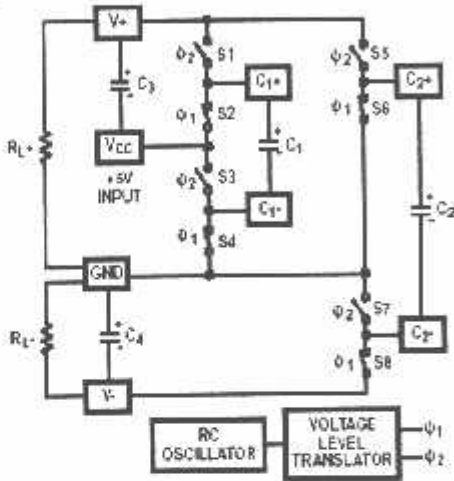 V+
ϕ2 S1
ϕ2 S5
C3
C1+
C2+
ϕ1 S2
ϕ1 S6
RL+
VCC
C1
+5V
INPUT
ϕ2 S3
C1-
C2
ϕ1 S4
GND
ϕ2 S7
RL-
C4
C2-
ϕ1 S8
V-
RC
OSCILLATOR
VOLTAGE
LEVEL
TRANSLATOR
ϕ1
ϕ2